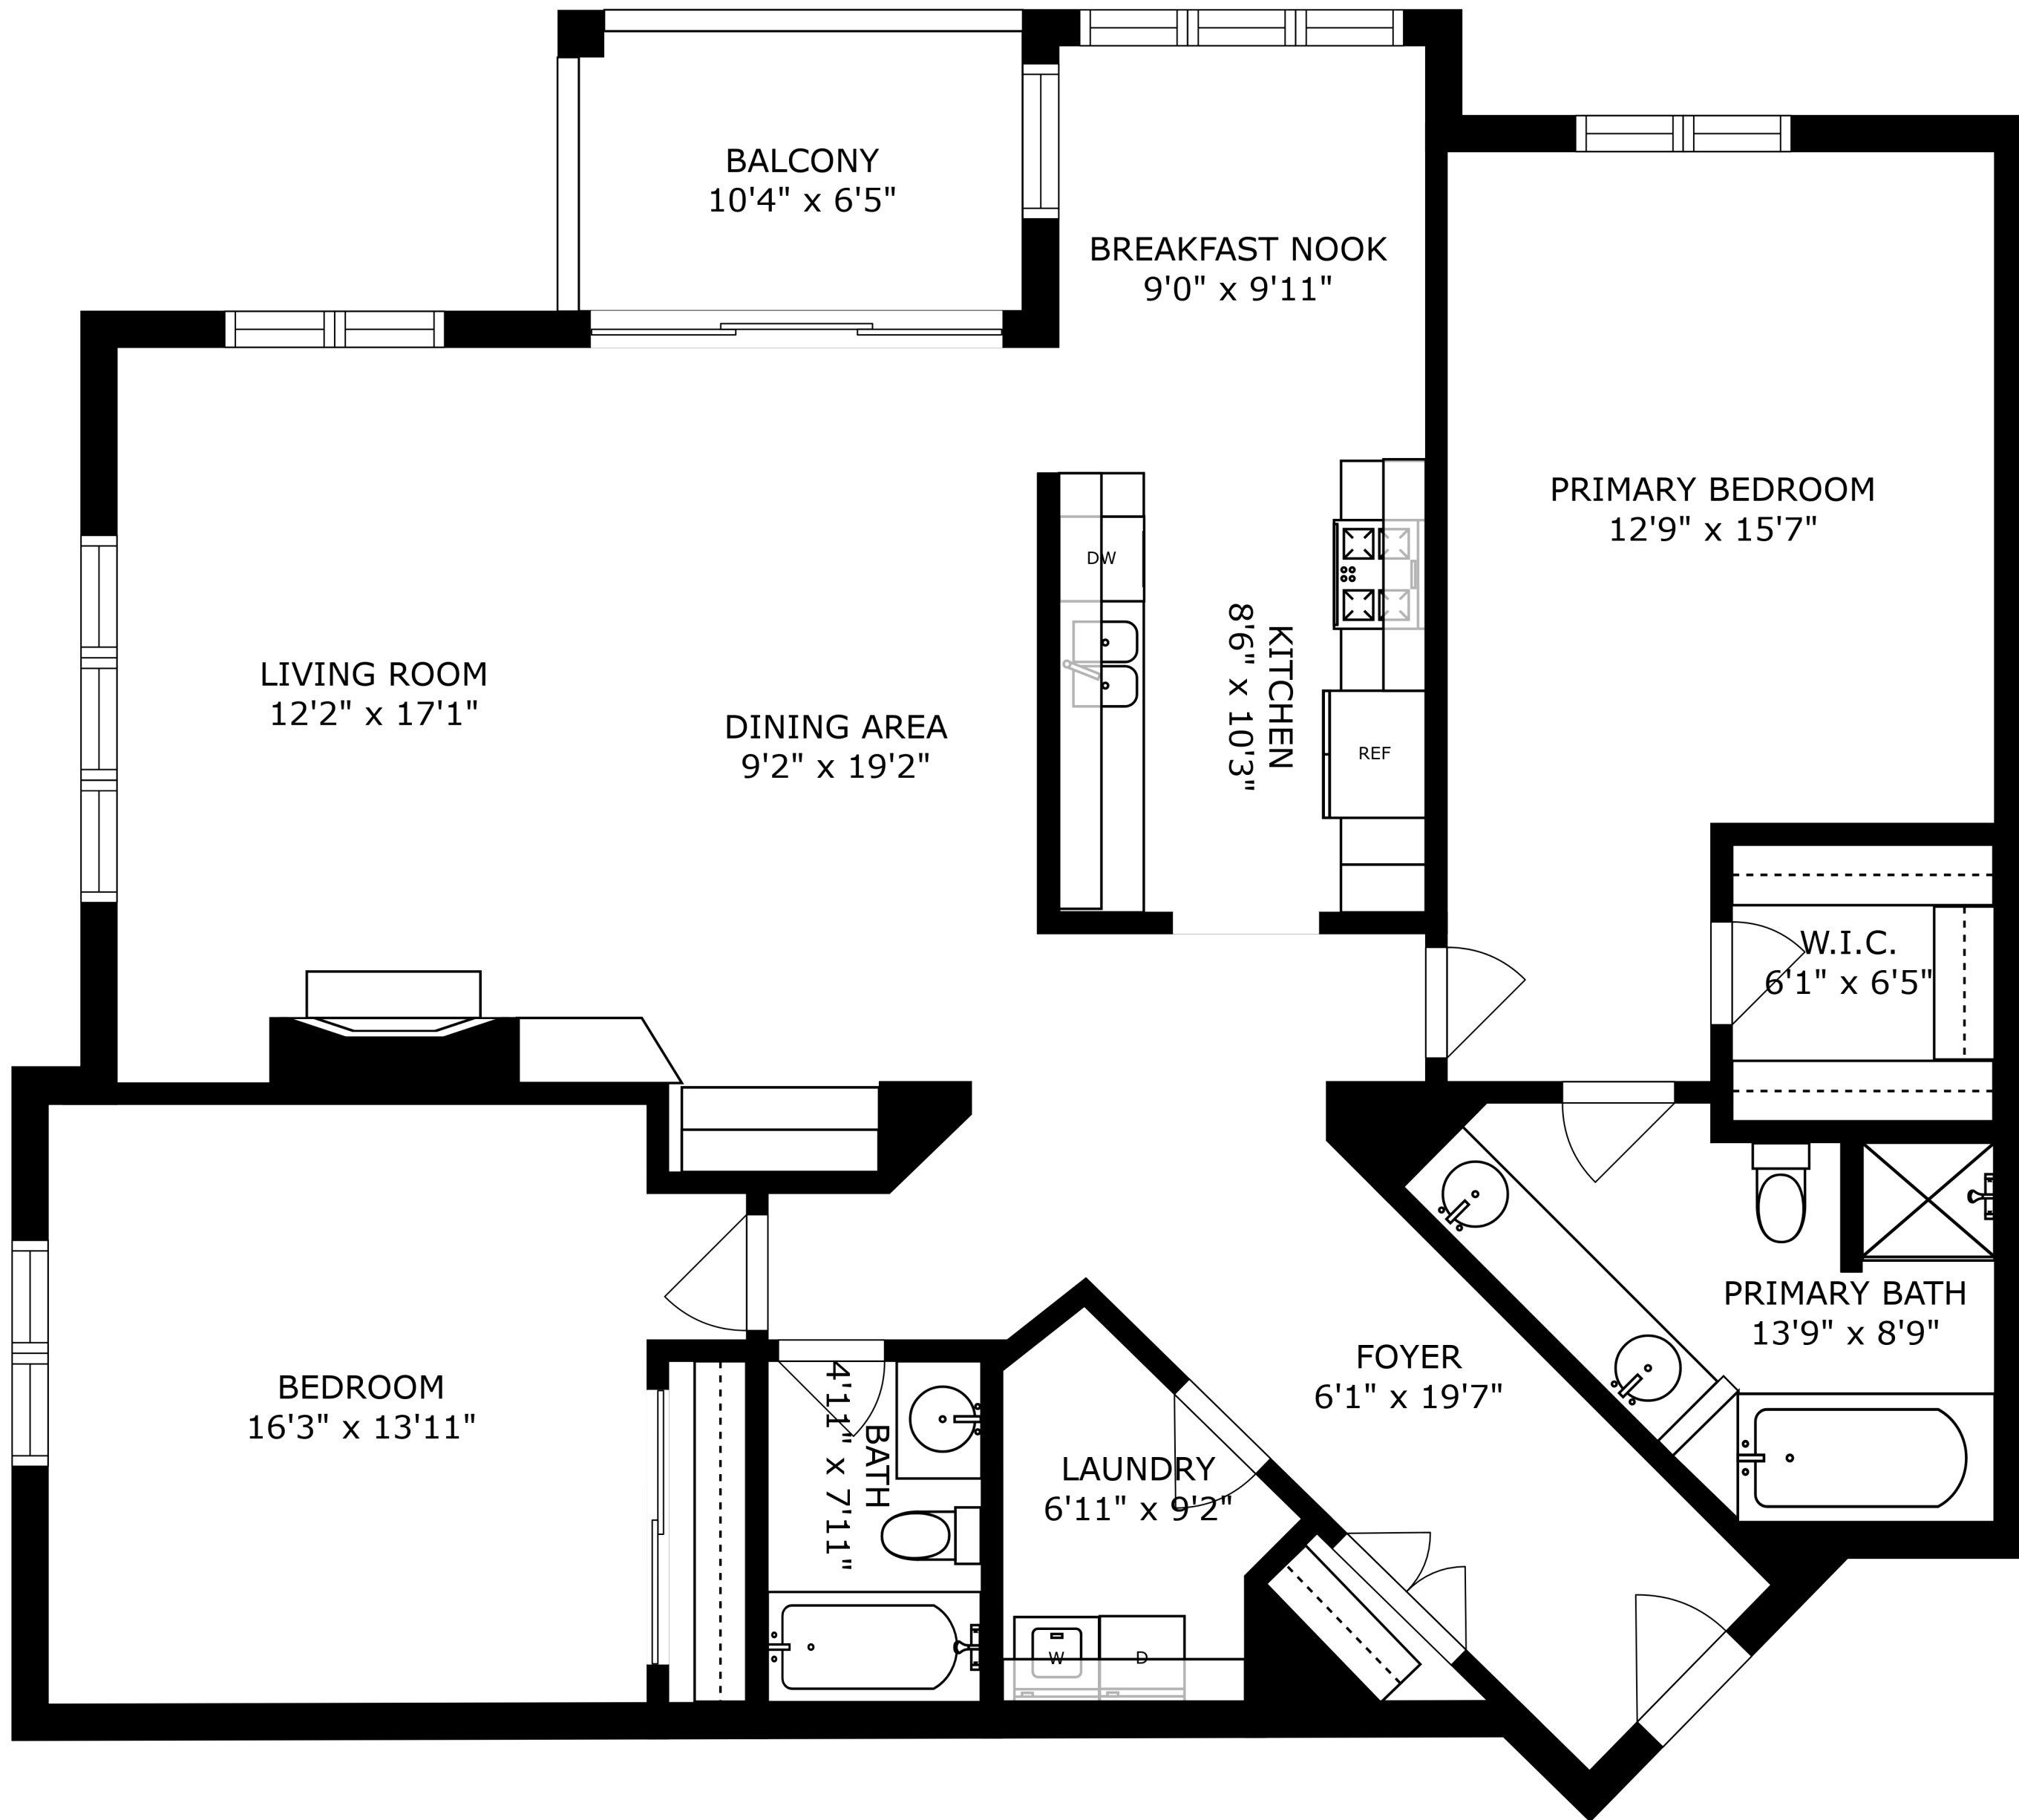 BALCONY
10'4" x 6'5"
BREAKFAST NOOK
9'0" x 9'11"
PRIMARY BEDROOM
12'9" x 15'7"
LIVING ROOM
12'2" x 17'1"
DINING AREA
9'2" x 19'2"
DW
KITCHEN
8'6" x 10'3"
REF
W.I.C.
6'1" x 6'5"
PRIMARY BATH
13'9" x 8'9"
FOYER
6'1" x 19'7"
BEDROOM
16'3" x 13'11"
BATH
4'11" x 7'11"
LAUNDRY
6'11" x 9'2"
W
D